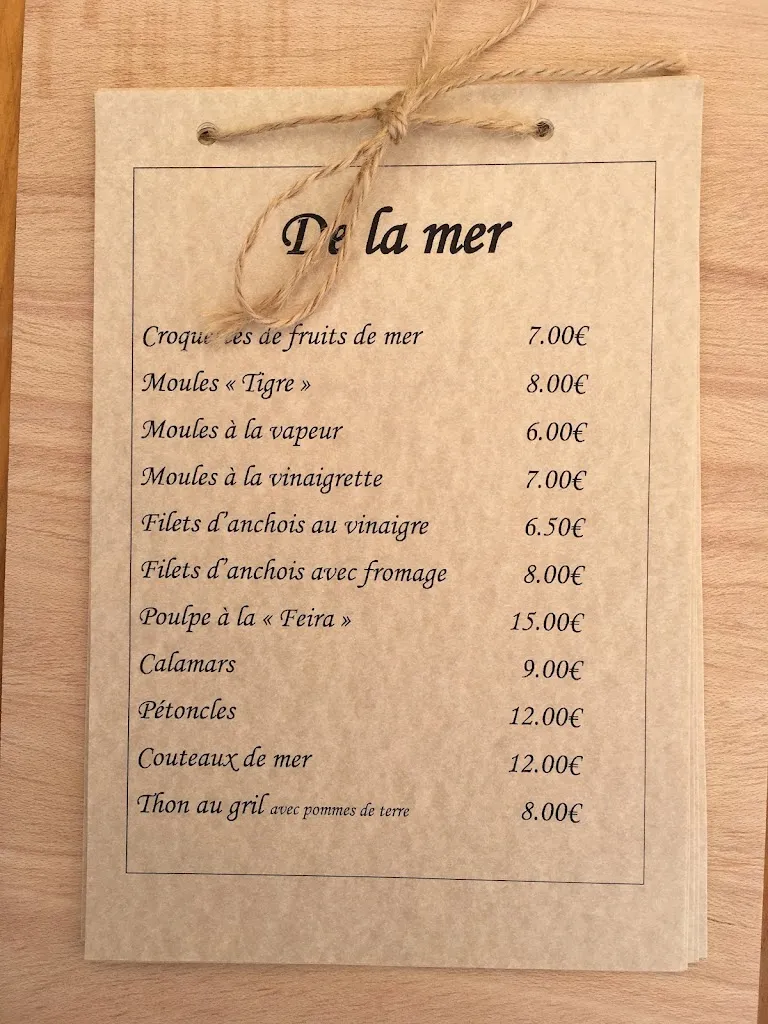 De la mer
Croquettes de fruits de mer 7.00€
Moules « Tigre » 8.00€
Moules à la vapeur 6.00€
Moules à la vinaigrette 7.00€
Filets d'anchois au vinaigre 6.50€
Filets d'anchois avec fromage 8.00€
Poulpe à la « Feira » 15.00€
Calamars 9.00€
Pétoncles 12.00€
Couteaux de mer 12.00€
Thon au gril avec pommes de terre 8.00€